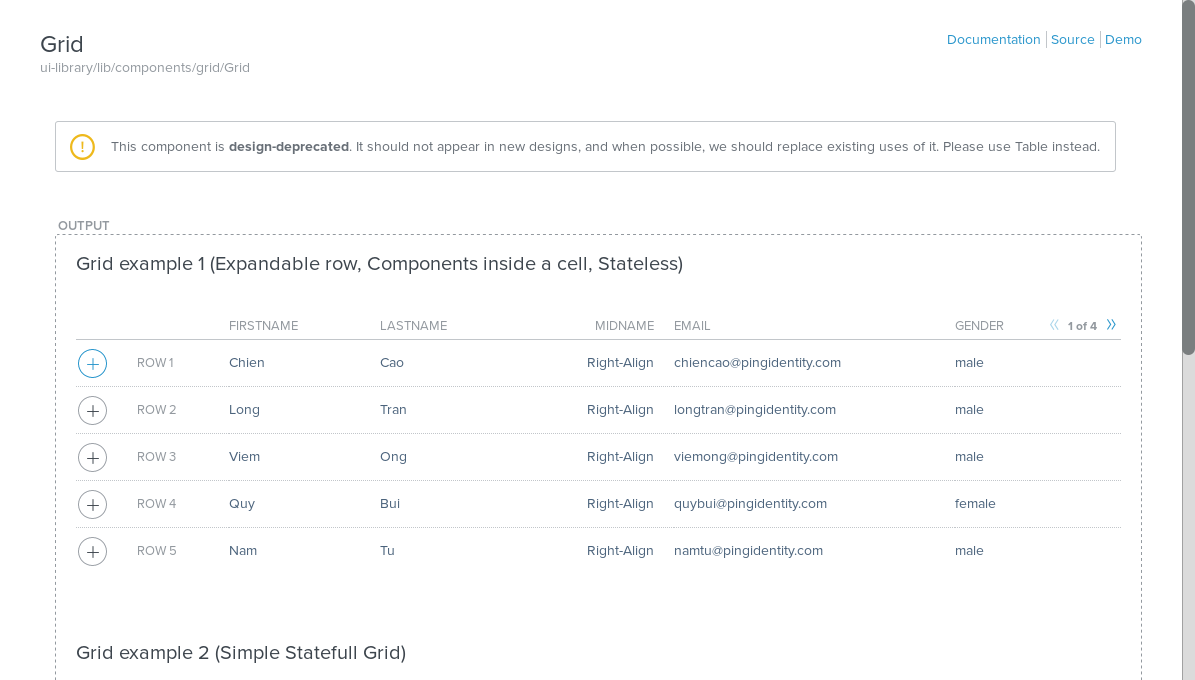 Grid
Documentation Source Demo
ui-library/lib/components/grid/Grid
! This component is design-deprecated. It should not appear in new designs, and when possible, we should replace existing uses of it. Please use Table instead.
OUTPUT
Grid example 1 (Expandable row, Components inside a cell, Stateless)
FIRSTNAME LASTNAME MIDNAME EMAIL GENDER 1 of 4
ROW 1 Chien Cao Right-Align chiencao@pingidentity.com male
ROW 2 Long Tran Right-Align longtran@pingidentity.com male
ROW 3 Viem Ong Right-Align viemong@pingidentity.com male
ROW 4 Quy Bui Right-Align quybui@pingidentity.com female
ROW 5 Nam Tu Right-Align namtu@pingidentity.com male
Grid example 2 (Simple Statefull Grid)